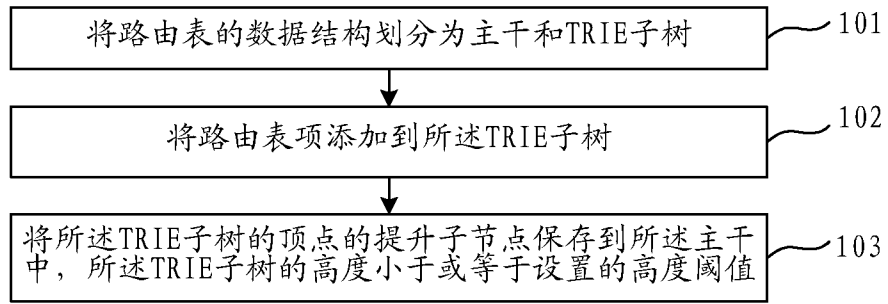 将路由表的数据结构划分为主干和TRIE子树
101
将路由表项添加到所述TRIE子树
102
将所述TRIE子树的顶点的提升子节点保存到所述主干
中，所述TRIE子树的高度小于或等于设置的高度阈值
103